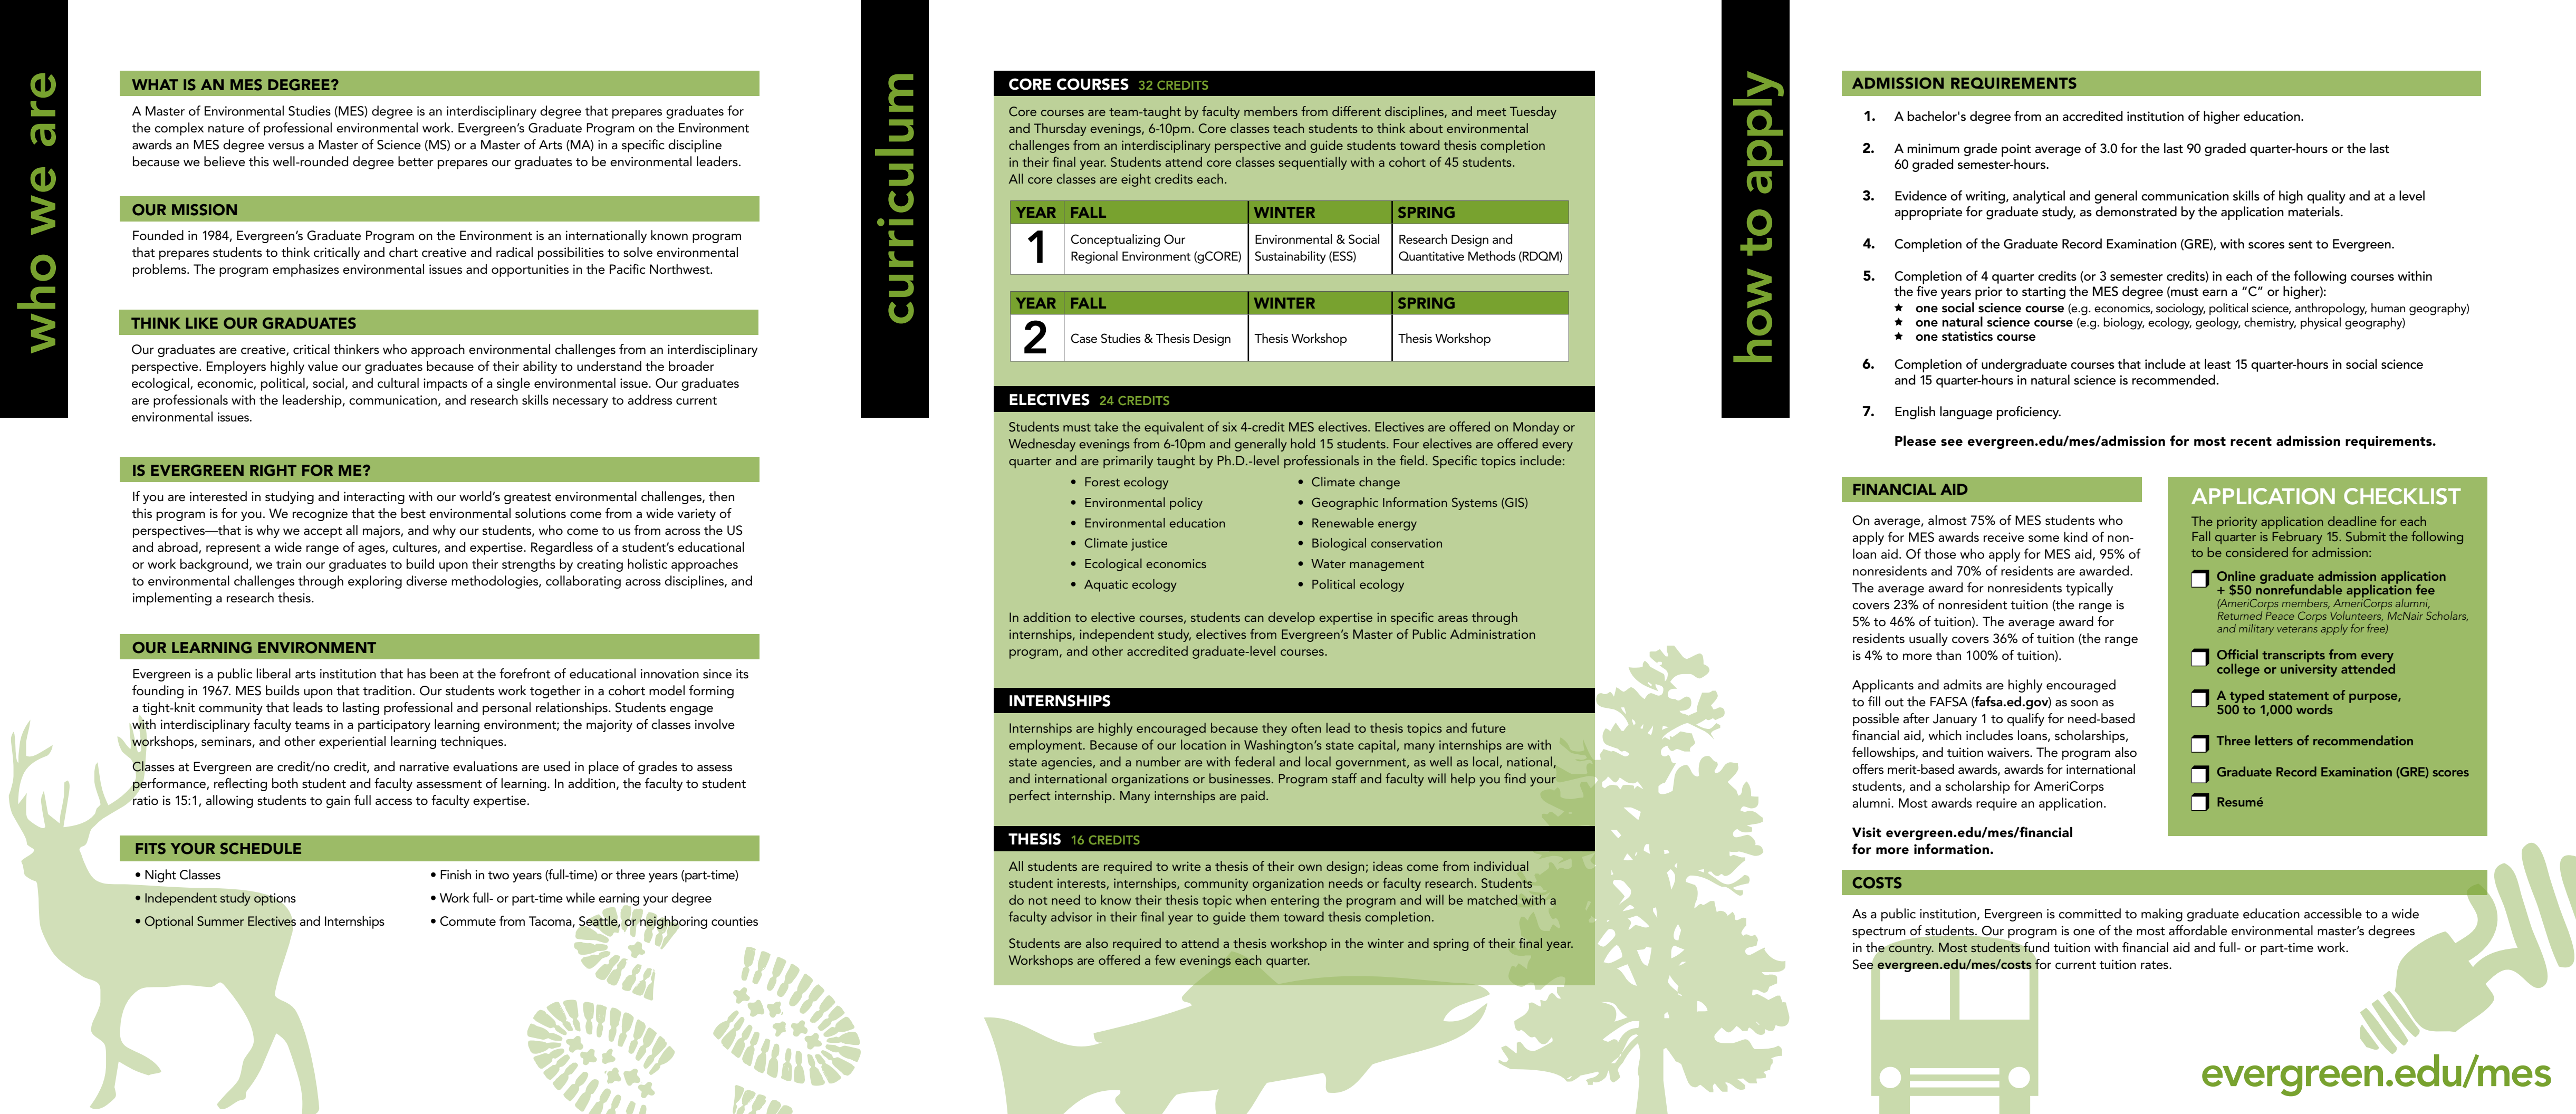 who we are
WHAT IS AN MES DEGREE?
A Master of Environmental Studies (MES) degree is an interdisciplinary degree that prepares graduates for
the complex nature of professional environmental work. Evergreen’s Graduate Program on the Environment
awards an MES degree versus a Master of Science (MS) or a Master of Arts (MA) in a specific discipline
because we believe this well-rounded degree better prepares our graduates to be environmental leaders.
OUR MISSION
Founded in 1984, Evergreen’s Graduate Program on the Environment is an internationally known program
that prepares students to think critically and chart creative and radical possibilities to solve environmental
problems. The program emphasizes environmental issues and opportunities in the Pacific Northwest.
THINK LIKE OUR GRADUATES
Our graduates are creative, critical thinkers who approach environmental challenges from an interdisciplinary
perspective. Employers highly value our graduates because of their ability to understand the broader
ecological, economic, political, social, and cultural impacts of a single environmental issue. Our graduates
are professionals with the leadership, communication, and research skills necessary to address current
environmental issues.
IS EVERGREEN RIGHT FOR ME?
If you are interested in studying and interacting with our world’s greatest environmental challenges, then
this program is for you. We recognize that the best environmental solutions come from a wide variety of
perspectives—that is why we accept all majors, and why our students, who come to us from across the US
and abroad, represent a wide range of ages, cultures, and expertise. Regardless of a student’s educational
or work background, we train our graduates to build upon their strengths by creating holistic approaches
to environmental challenges through exploring diverse methodologies, collaborating across disciplines, and
implementing a research thesis.
OUR LEARNING ENVIRONMENT
Evergreen is a public liberal arts institution that has been at the forefront of educational innovation since its
founding in 1967. MES builds upon that tradition. Our students work together in a cohort model forming
a tight-knit community that leads to lasting professional and personal relationships. Students engage
with interdisciplinary faculty teams in a participatory learning environment; the majority of classes involve
workshops, seminars, and other experiential learning techniques.
Classes at Evergreen are credit/no credit, and narrative evaluations are used in place of grades to assess
performance, reflecting both student and faculty assessment of learning. In addition, the faculty to student
ratio is 15:1, allowing students to gain full access to faculty expertise.
FITS YOUR SCHEDULE
• Night Classes
• Independent study options
• Optional Summer Electives and Internships
• Finish in two years (full-time) or three years (part-time)
• Work full- or part-time while earning your degree
• Commute from Tacoma, Seattle, or neighboring counties
curriculum
CORE COURSES 32 CREDITS
Core courses are team-taught by faculty members from different disciplines, and meet Tuesday
and Thursday evenings, 6-10pm. Core classes teach students to think about environmental
challenges from an interdisciplinary perspective and guide students toward thesis completion
in their final year. Students attend core classes sequentially with a cohort of 45 students.
All core classes are eight credits each.
YEAR FALL WINTER SPRING
1 Conceptualizing Our Regional Environment (gCORE) Environmental & Social Sustainability (ESS) Research Design and Quantitative Methods (RDQM)
YEAR FALL WINTER SPRING
2 Case Studies & Thesis Design Thesis Workshop Thesis Workshop
ELECTIVES 24 CREDITS
Students must take the equivalent of six 4-credit MES electives. Electives are offered on Monday or
Wednesday evenings from 6-10pm and generally hold 15 students. Four electives are offered every
quarter and are primarily taught by Ph.D.-level professionals in the field. Specific topics include:
• Forest ecology
• Environmental policy
• Environmental education
• Climate justice
• Ecological economics
• Aquatic ecology
• Climate change
• Geographic Information Systems (GIS)
• Renewable energy
• Biological conservation
• Water management
• Political ecology
In addition to elective courses, students can develop expertise in specific areas through
internships, independent study, electives from Evergreen’s Master of Public Administration
program, and other accredited graduate-level courses.
INTERNSHIPS
Internships are highly encouraged because they often lead to thesis topics and future
employment. Because of our location in Washington’s state capital, many internships are with
state agencies, and a number are with federal and local government, as well as local, national,
and international organizations or businesses. Program staff and faculty will help you find your
perfect internship. Many internships are paid.
THESIS 16 CREDITS
All students are required to write a thesis of their own design; ideas come from individual
student interests, internships, community organization needs or faculty research. Students
do not need to know their thesis topic when entering the program and will be matched with a
faculty advisor in their final year to guide them toward thesis completion.
Students are also required to attend a thesis workshop in the winter and spring of their final year.
Workshops are offered a few evenings each quarter.
how to apply
ADMISSION REQUIREMENTS
1. A bachelor's degree from an accredited institution of higher education.
2. A minimum grade point average of 3.0 for the last 90 graded quarter-hours or the last
60 graded semester-hours.
3. Evidence of writing, analytical and general communication skills of high quality and at a level
appropriate for graduate study, as demonstrated by the application materials.
4. Completion of the Graduate Record Examination (GRE), with scores sent to Evergreen.
5. Completion of 4 quarter credits (or 3 semester credits) in each of the following courses within
the five years prior to starting the MES degree (must earn a “C” or higher):
★ one social science course (e.g. economics, sociology, political science, anthropology, human geography)
★ one natural science course (e.g. biology, ecology, geology, chemistry, physical geography)
★ one statistics course
6. Completion of undergraduate courses that include at least 15 quarter-hours in social science
and 15 quarter-hours in natural science is recommended.
7. English language proficiency.
Please see evergreen.edu/mes/admission for most recent admission requirements.
FINANCIAL AID
On average, almost 75% of MES students who
apply for MES awards receive some kind of non-
loan aid. Of those who apply for MES aid, 95% of
nonresidents and 70% of residents are awarded.
The average award for nonresidents typically
covers 23% of nonresident tuition (the range is
5% to 46% of tuition). The average award for
residents usually covers 36% of tuition (the range
is 4% to more than 100% of tuition).
Applicants and admits are highly encouraged
to fill out the FAFSA (fafsa.ed.gov) as soon as
possible after January 1 to qualify for need-based
financial aid, which includes loans, scholarships,
fellowships, and tuition waivers. The program also
offers merit-based awards, awards for international
students, and a scholarship for AmeriCorps
alumni. Most awards require an application.
Visit evergreen.edu/mes/financial
for more information.
APPLICATION CHECKLIST
The priority application deadline for each
Fall quarter is February 15. Submit the following
to be considered for admission:
Online graduate admission application
+ $50 nonrefundable application fee
(AmeriCorps members, AmeriCorps alumni,
Returned Peace Corps Volunteers, McNair Scholars,
and military veterans apply for free)
Official transcripts from every
college or university attended
A typed statement of purpose,
500 to 1,000 words
Three letters of recommendation
Graduate Record Examination (GRE) scores
Resumé
COSTS
As a public institution, Evergreen is committed to making graduate education accessible to a wide
spectrum of students. Our program is one of the most affordable environmental master’s degrees
in the country. Most students fund tuition with financial aid and full- or part-time work.
See evergreen.edu/mes/costs for current tuition rates.
evergreen.edu/mes